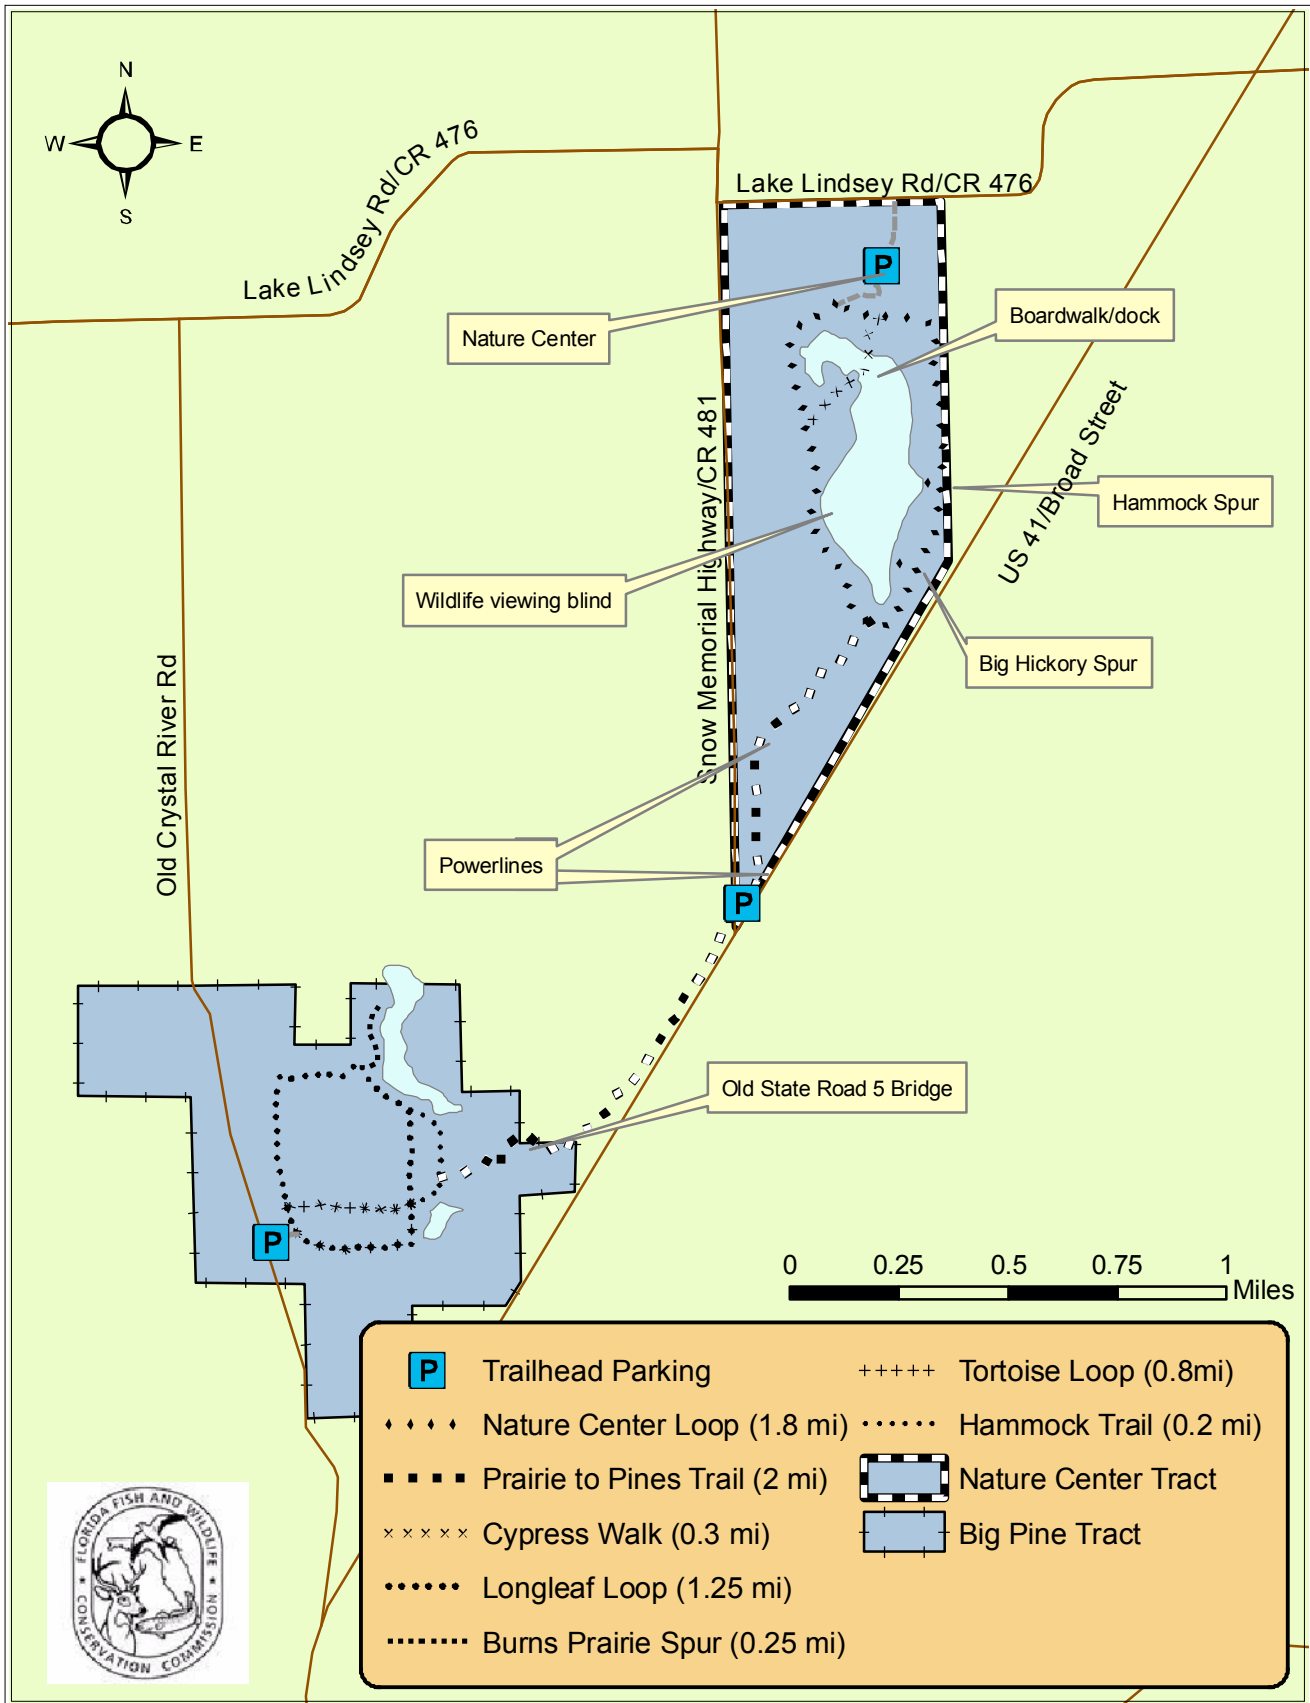 N
W
E
S
Lake Lindsey Rd/CR 476
Lake Lindsey Rd/CR 476
P
Nature Center
Boardwalk/dock
Snow Memorial Highway/CR 481
US 41/Broad Street
Hammock Spur
Wildlife viewing blind
Big Hickory Spur
Old Crystal River Rd
Powerlines
P
Old State Road 5 Bridge
P
0 0.25 0.5 0.75 1
Miles
P Trailhead Parking
Nature Center Loop (1.8 mi)
Prairie to Pines Trail (2 mi)
Cypress Walk (0.3 mi)
Longleaf Loop (1.25 mi)
Burns Prairie Spur (0.25 mi)
Tortoise Loop (0.8mi)
Hammock Trail (0.2 mi)
Nature Center Tract
Big Pine Tract
FLORIDA FISH AND WILDLIFE
CONSERVATION COMMISSION